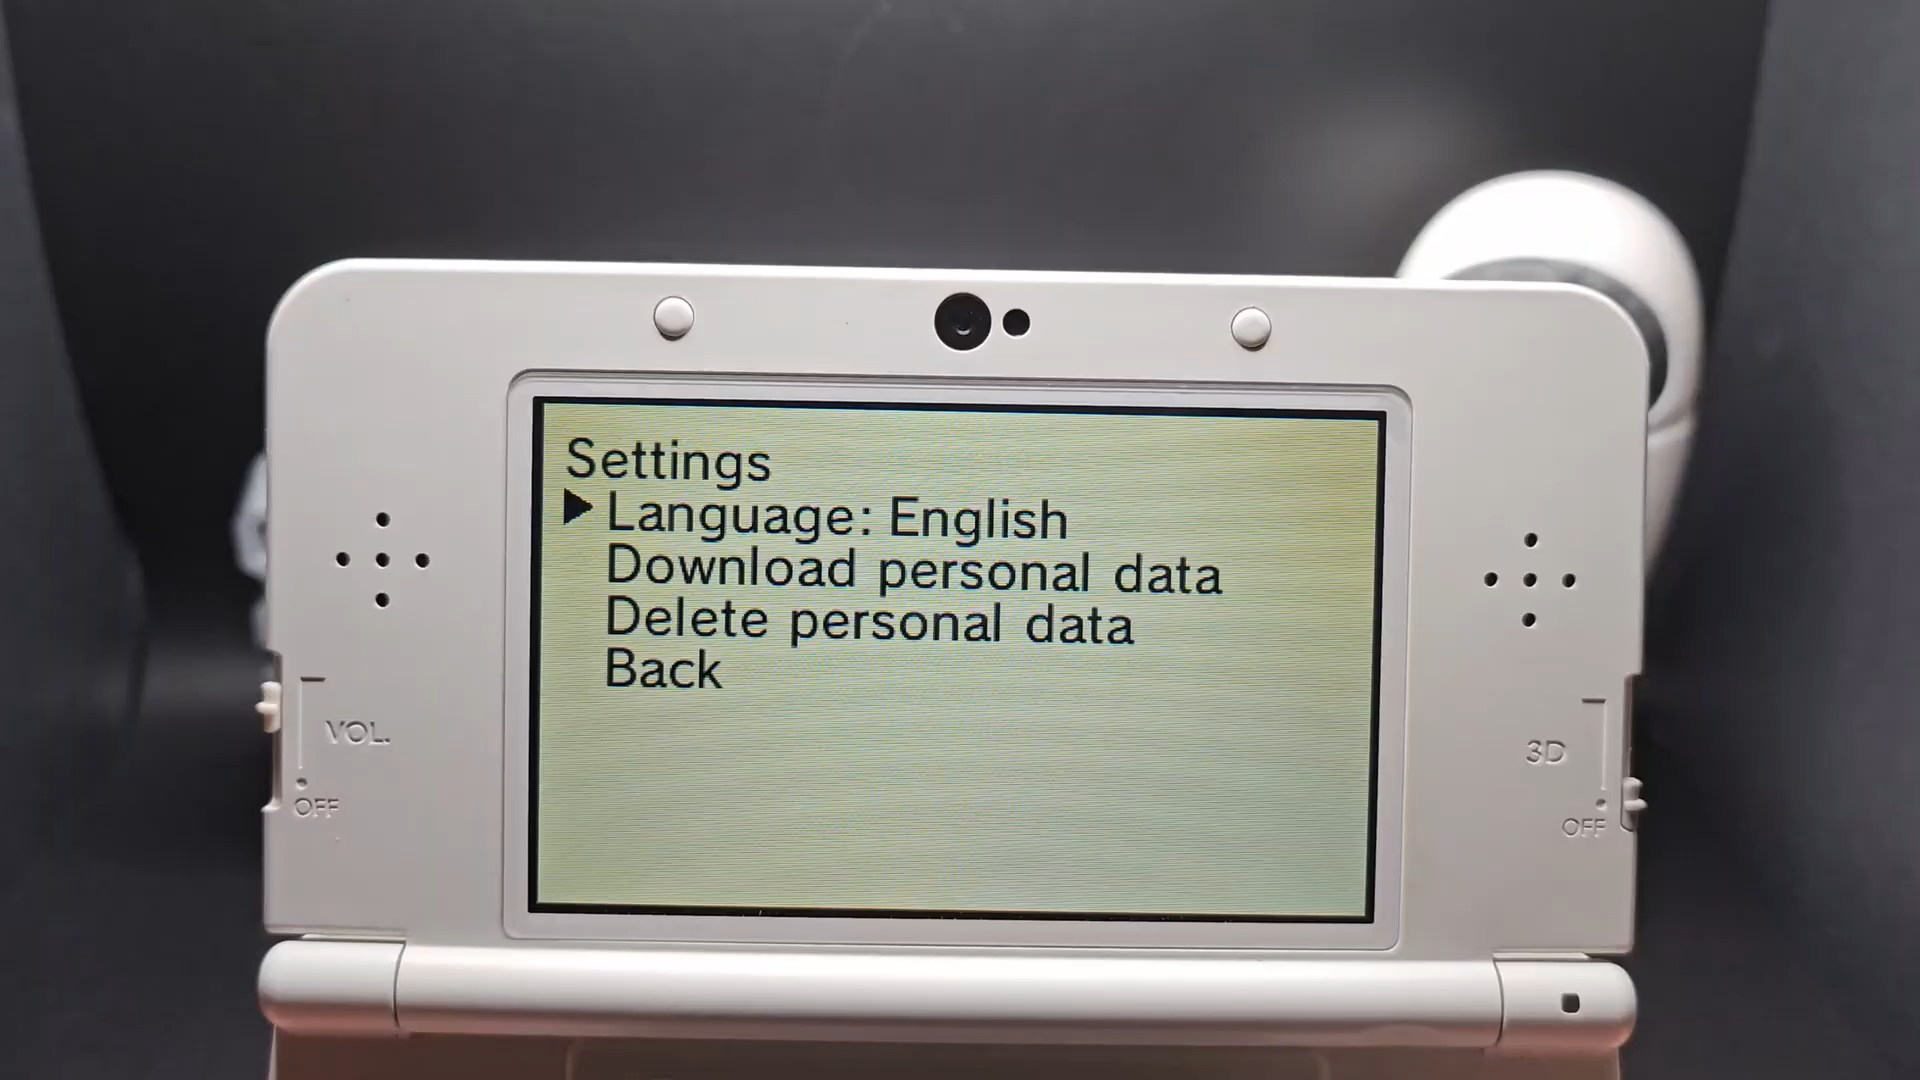 Settings
Language: English
Download personal data
Delete personal data
Back
VOL.
OFF
3D
OFF